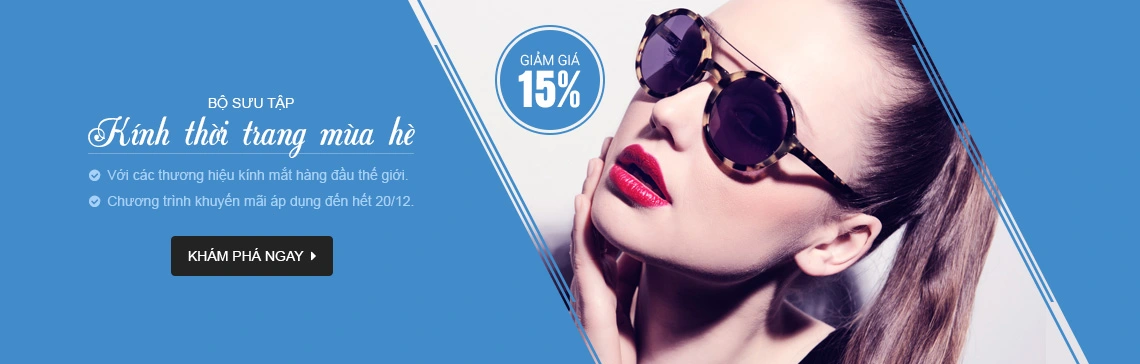 BỘ SƯU TẬP
Kính thời trang mùa hè
Với các thương hiệu kính mắt hàng đầu thế giới.
Chương trình khuyến mãi áp dụng đến hết 20/12.
KHÁM PHÁ NGAY
GIẢM GIÁ
15%